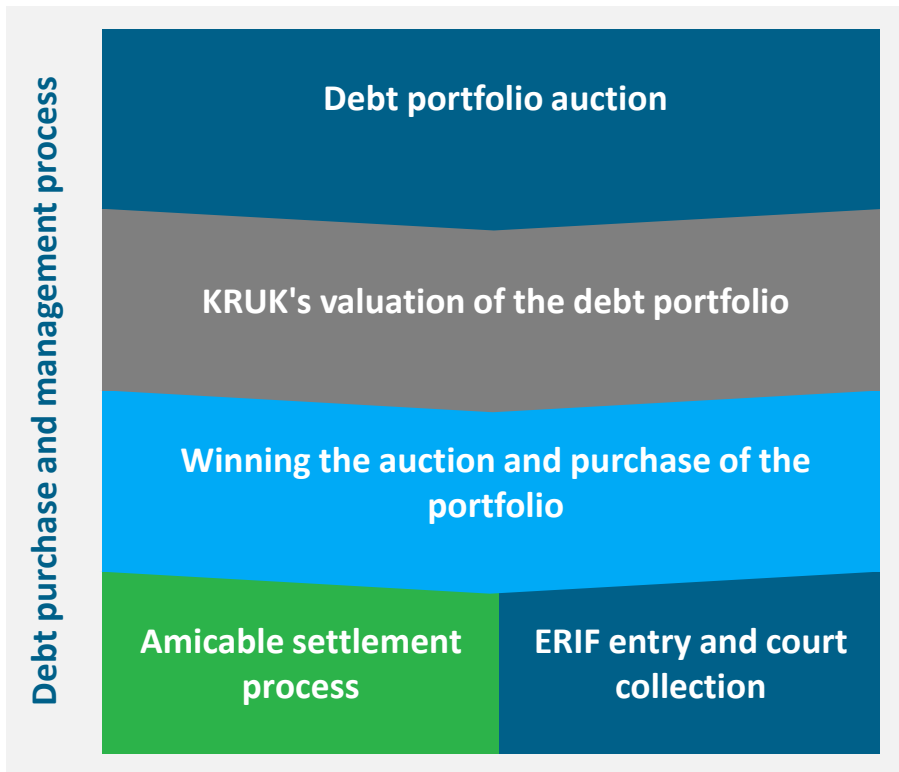 Debt purchase and management process
Debt portfolio auction
KRUK's valuation of the debt portfolio
Winning the auction and purchase of the
portfolio
Amicable settlement
process
ERIF entry and court
collection